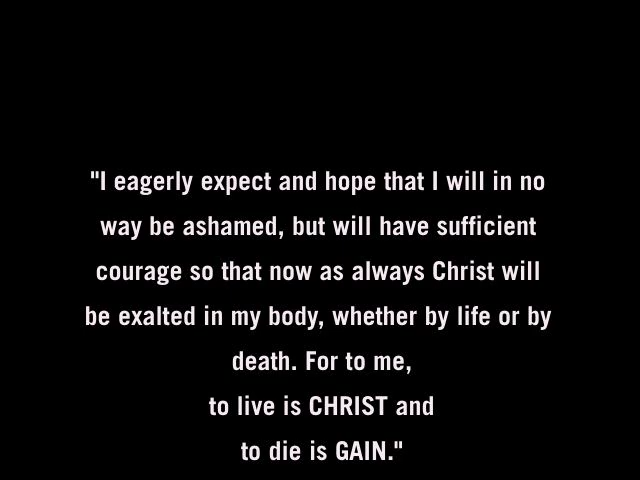 "I eagerly expect and hope that I will in no
way be ashamed, but will have sufficient
courage so that now as always Christ will
be exalted in my body, whether by life or by
death. For to me,
to live is CHRIST and
to die is GAIN."